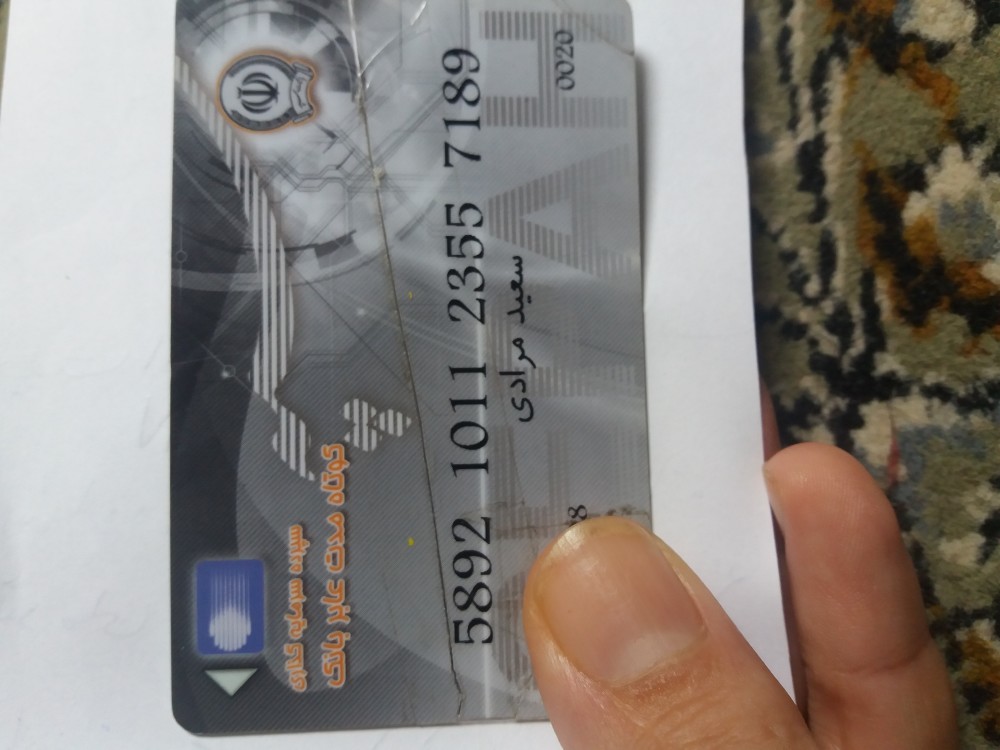 سپرده سرمایه گذاری
کوتاه مدت عابر بانک
5892 1011 2355 7189
سعید مرادی
0020